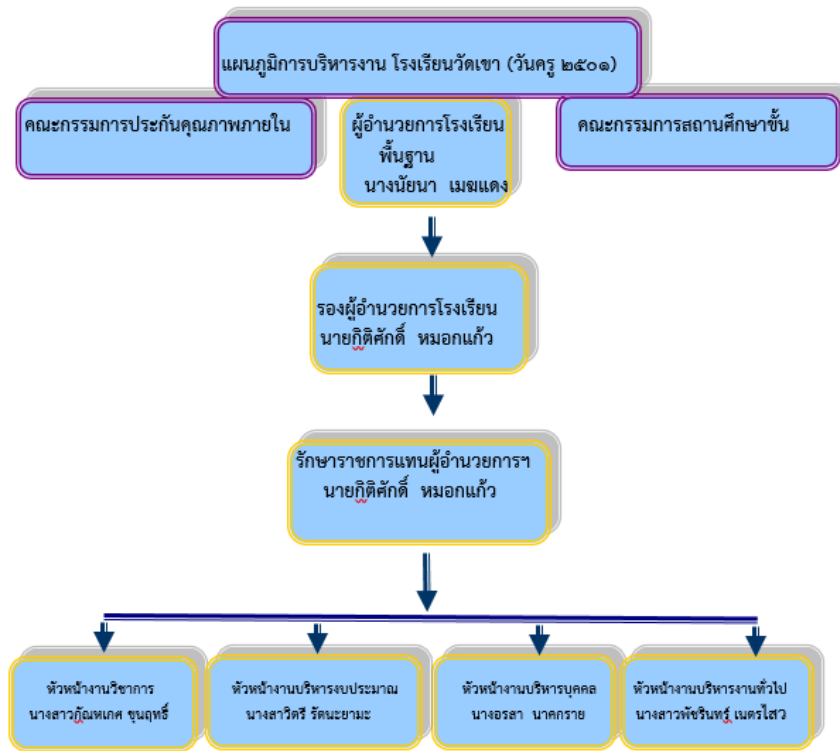 แผนภูมิการบริหารงาน โรงเรียนวัดเขา (วันครู ๒๕๐๑)
คณะกรรมการประกันคุณภาพภายใน
ผู้อำนวยการโรงเรียน
พื้นฐาน
นางนัยนา เมฆแดง
คณะกรรมการสถานศึกษาขั้น
รองผู้อำนวยการโรงเรียน
นายกิติศักดิ์ หมอกแก้ว
รักษาราชการแทนผู้อำนวยการฯ
นายกิติศักดิ์ หมอกแก้ว
หัวหน้างานวิชาการ
นางสาวกัณหเกศ ขุนฤทธิ์
หัวหน้างานบริหารงบประมาณ
นางสาวิตรี รัตนะยามะ
หัวหน้างานบริหารบุคคล
นางอรสา นาคกราย
หัวหน้างานบริหารงานทั่วไป
นางสาวพัชรินทร์ เนตรไสว